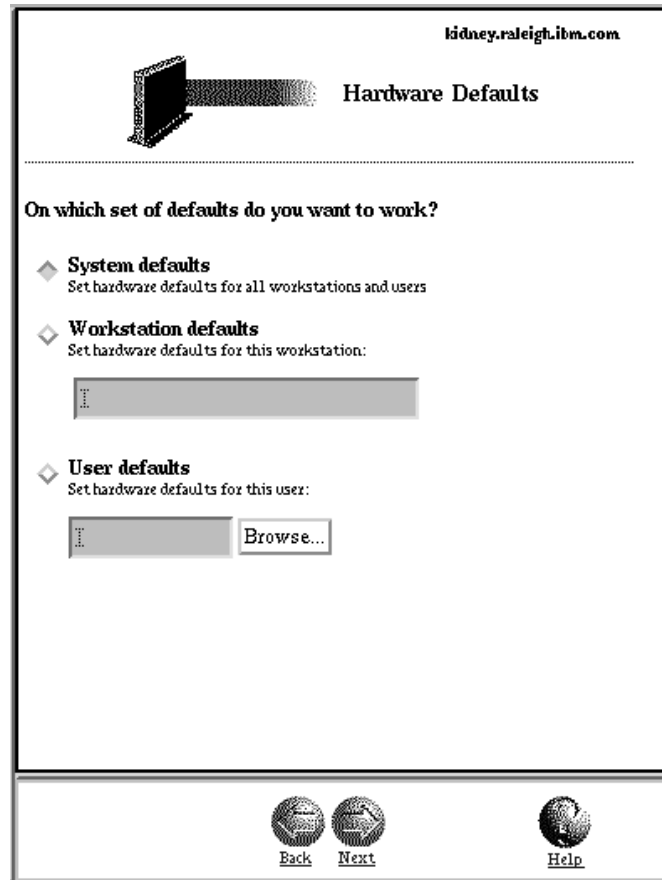 kidney.raleigh.ibm.com
Hardware Defaults
On which set of defaults do you want to work?
System defaults
Set hardware defaults for all workstations and users
Workstation defaults
Set hardware defaults for this workstation:
User defaults
Set hardware defaults for this user:
Browse...
Back Next Help